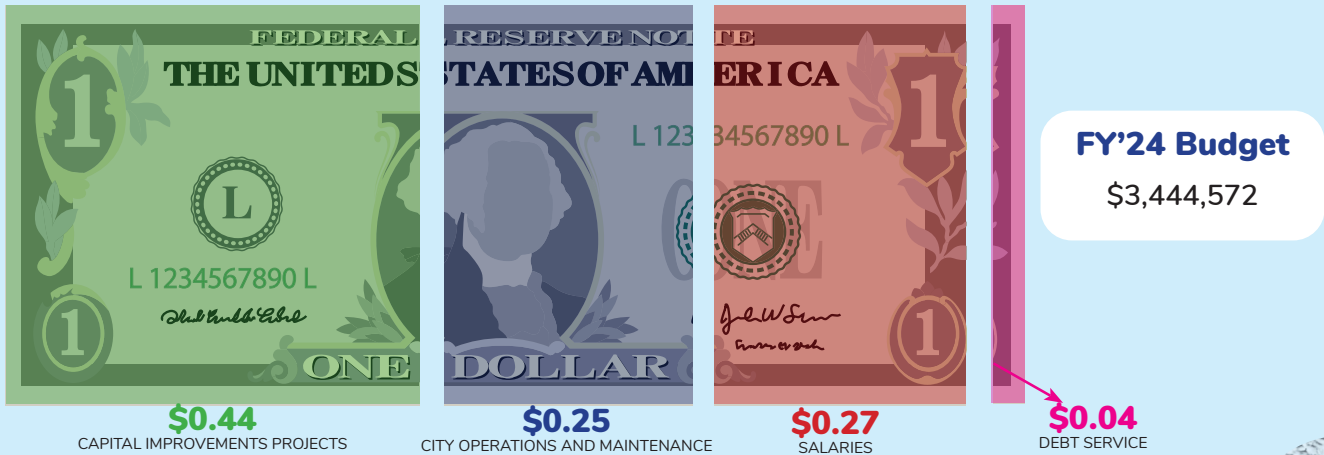 FEDERAL RESERVE NOTE
THE UNITED STATES OF AMERICA
1
1
L 1234567890 L
L
L 1234567890 L
ONE
1
1
ONE DOLLAR
FY’24 Budget
$3,444,572
$0.44
CAPITAL IMPROVEMENTS PROJECTS
$0.25
CITY OPERATIONS AND MAINTENANCE
$0.27
SALARIES
$0.04
DEBT SERVICE